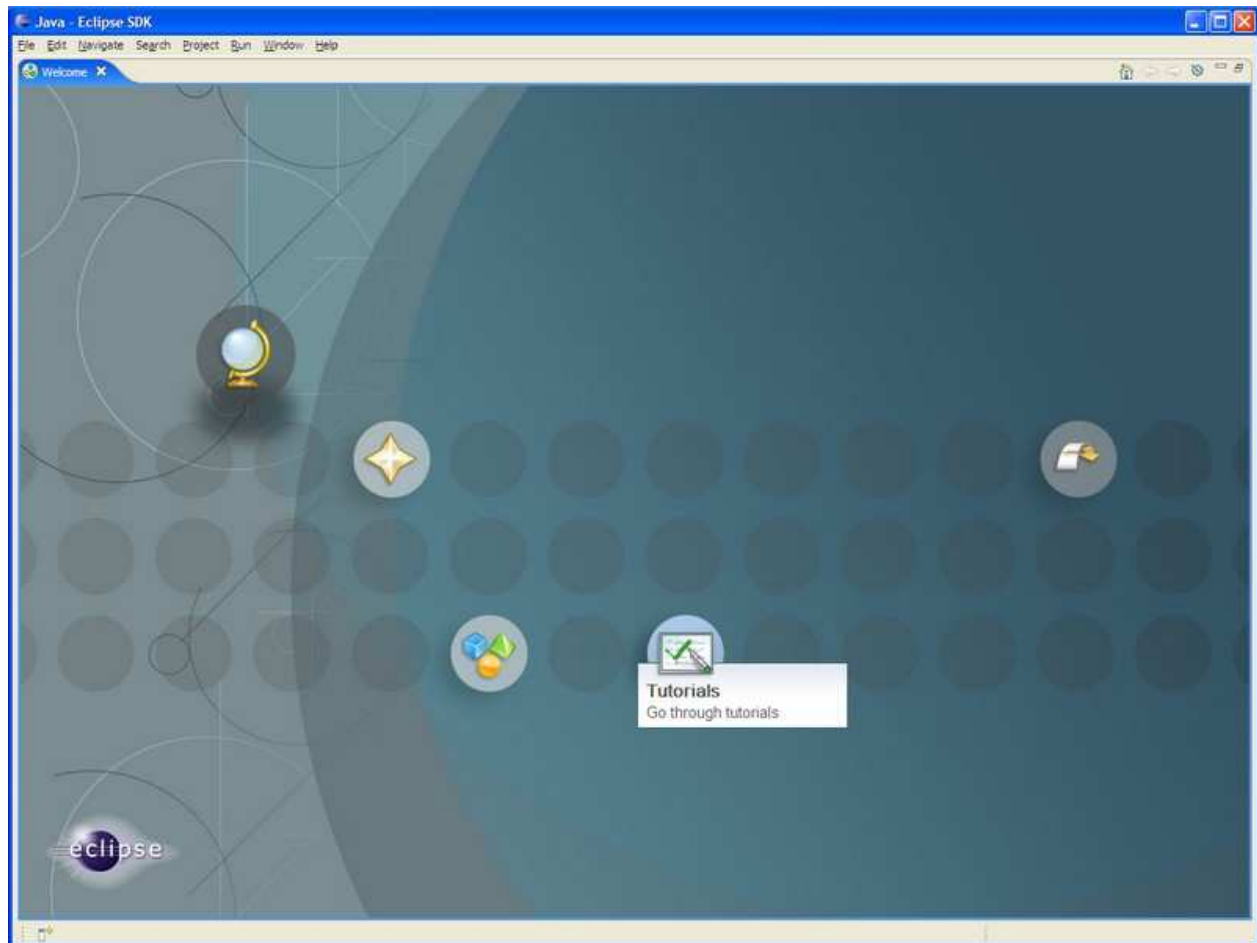 Java - Eclipse SDK
File Edit Navigate Search Project Run Window Help
Welcome
Tutorials
Go through tutorials
eclipse